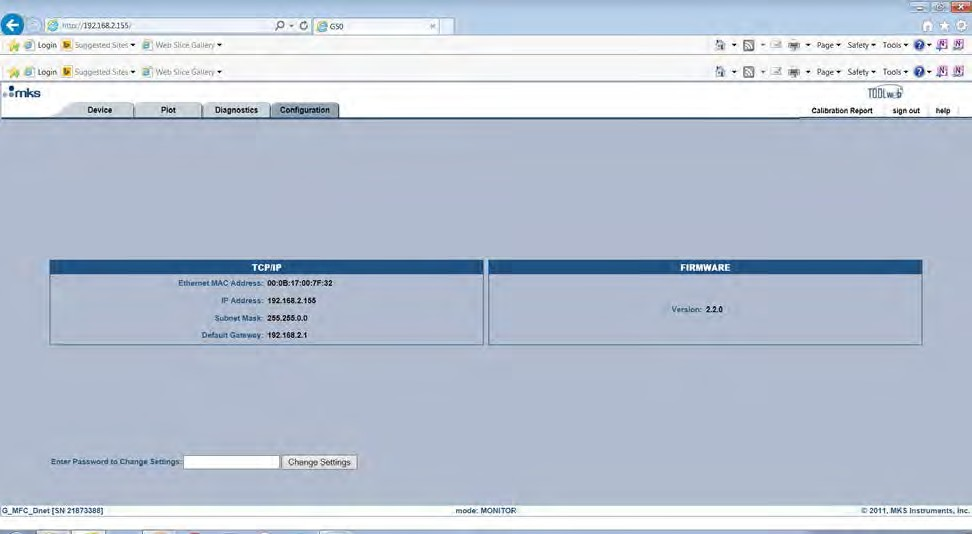 http://192.168.2.155/
G50
Login Suggested Sites Web Slice Gallery Page Safety Tools
Login Suggested Sites Web Slice Gallery Page Safety Tools
mks TOOLweb
Device Plot Diagnostics Configuration Calibration Report sign out help
TCP/IP FIRMWARE
Ethernet MAC Address: 00:0B:17:00:7F:32
IP Address: 192.168.2.155
Version: 2.2.0
Subnet Mask: 255.255.0.0
Default Gateway: 192.168.2.1
Enter Password to Change Settings: Change Settings
G_MFC_Dnet [SN 21873388] mode: MONITOR © 2011, MKS Instruments, Inc.